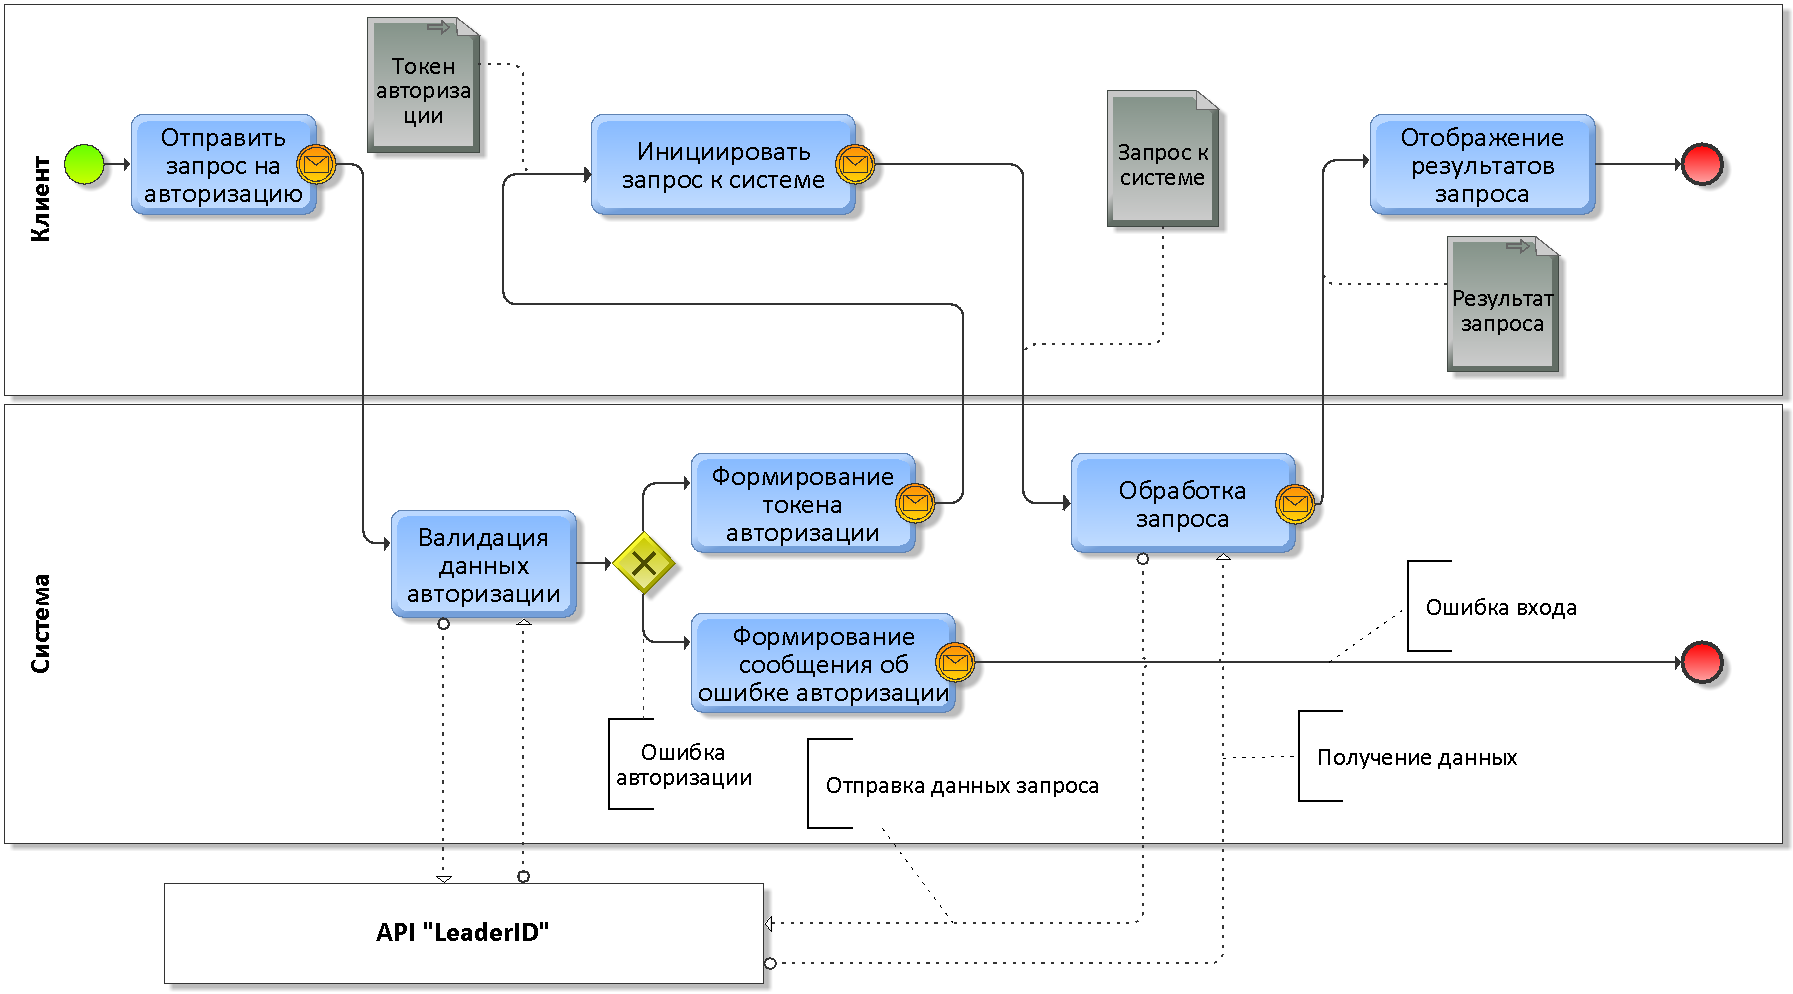 Клиент
Отправить
запрос на
авторизацию
Токен
авториза
ции
Инициировать
запрос к системе
Запрос к
системе
Отображение
результатов
запроса
Результат
запроса
Система
Валидация
данных
авторизации
Формирование
токена
авторизации
Формирование
сообщения об
ошибке авторизации
Обработка
запроса
Ошибка входа
Ошибка
авторизации
Отправка данных запроса
Получение данных
API "LeaderID"